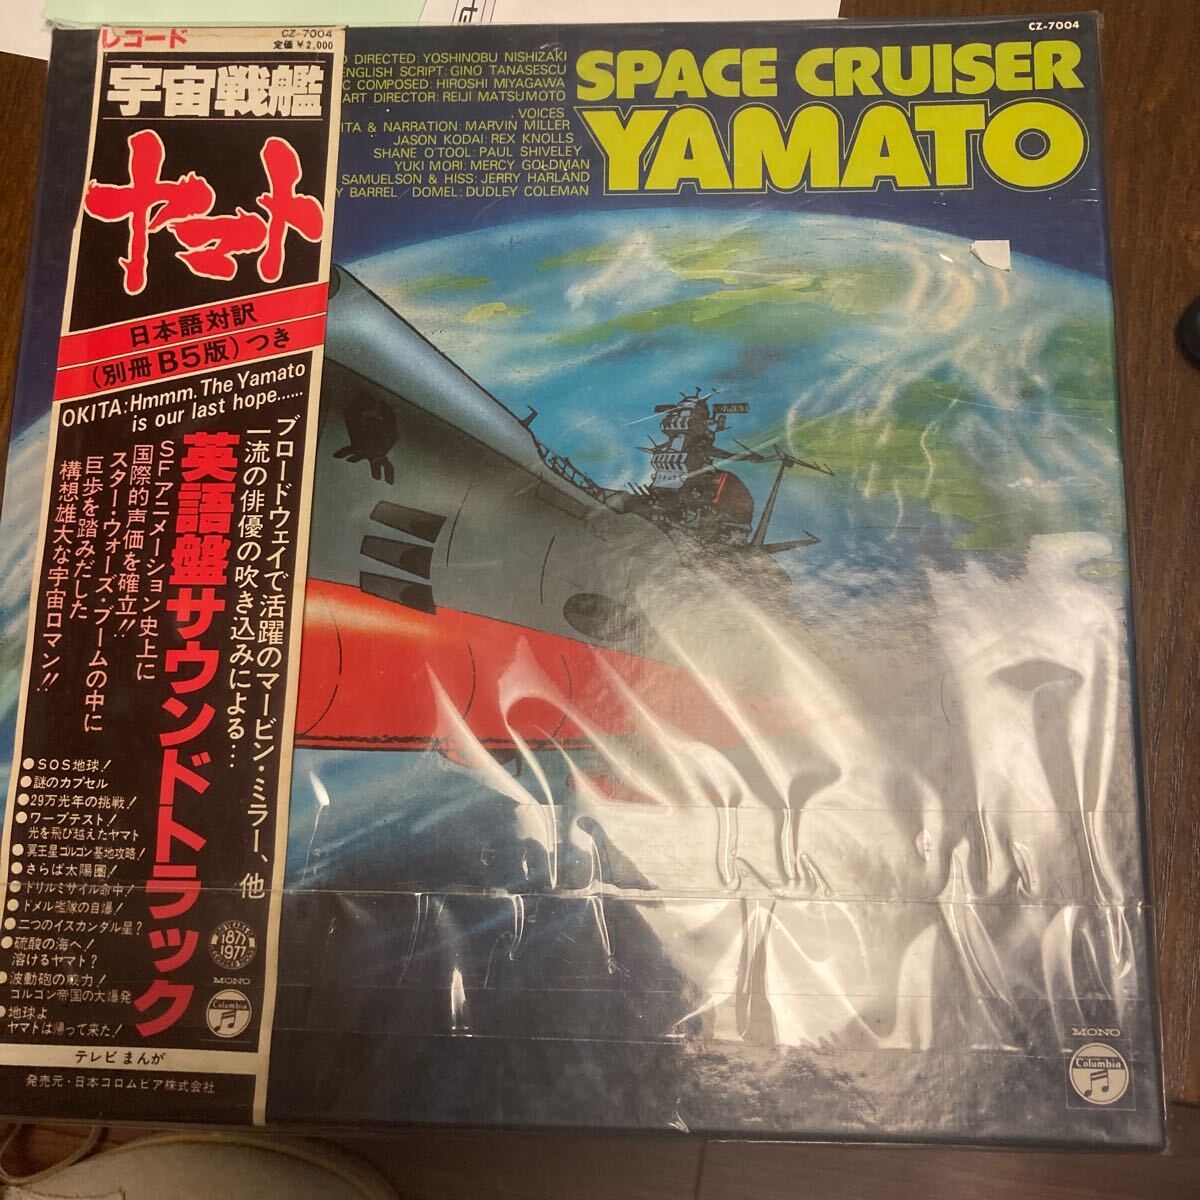 CZ-7004
レコード
CZ-7004
定価 ¥2,000
宇宙戦艦
ヤマト
日本語対訳
(別冊B5版)つき
OKITA:Hmmm. The Yamato
is our last hope......
ブロードウェイで活躍のマービン・ミラー、他
一流の俳優の吹き込みによる…
英語盤サウンドトラック
SFアニメーション史上に
国際的声価を確立!!
スター・ウォーズ・ブームの中に
巨歩を踏みだした
構想雄大な宇宙ロマン!!
●SOS地球!
●謎のカプセル
●29万光年の挑戦!
●ワープテスト!
光を飛び越えたヤマト
●冥王星ゴルゴン基地攻略!
●さらば太陽圏!
●ドリルミサイル命中!
●ドメル艦隊の自爆!
●二つのイスカンダル星?
●硫酸の海へ!
溶けるヤマト?
●波動砲の威力!
ゴルゴン帝国の大爆発
●地球よ
ヤマトは帰って来た!
1877
1977
MONO
Columbia
テレビまんが
発売元・日本コロムビア株式会社
D DIRECTED: YOSHINOBU NISHIZAKI
ENGLISH SCRIPT: GINO TANASESCU
C COMPOSED: HIROSHI MIYAGAWA
ART DIRECTOR: REIJI MATSUMOTO
VOICES
ITA & NARRATION: MARVIN MILLER
JASON KODAI: REX KNOLLS
SHANE O'TOOL: PAUL SHIVELEY
YUKI MORI: MERCY GOLDMAN
SAMUELSON & HISS: JERRY HARLAND
Y BARREL DOMEL: DUDLEY COLEMAN
SPACE CRUISER
YAMATO
MONO
Columbia